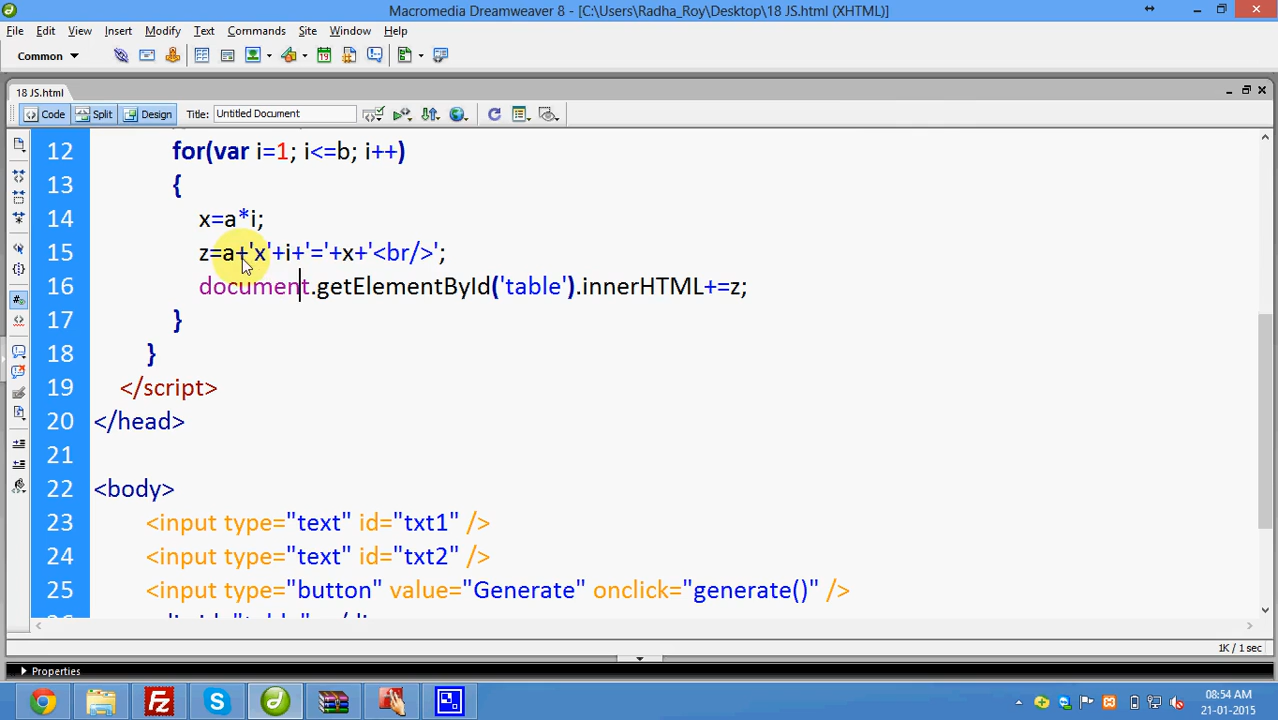 Macromedia Dreamweaver 8 - [C:\Users\Radha_Roy\Desktop\18 JS.html (XHTML)]
File Edit View Insert Modify Text Commands Site Window Help
Common
18 JS.html
Code Split Design Title: Untitled Document
12 for(var i=1; i<=b; i++)
13 {
14 x=a*i;
15 z=a+'x'+i+'='+x+'<br/>';
16 document.getElementById('table').innerHTML+=z;
17 }
18 }
19 </script>
20 </head>
21
22 <body>
23 <input type="text" id="txt1" />
24 <input type="text" id="txt2" />
25 <input type="button" value="Generate" onclick="generate()" />
1K / 1 sec
Properties
08:54 AM
21-01-2015